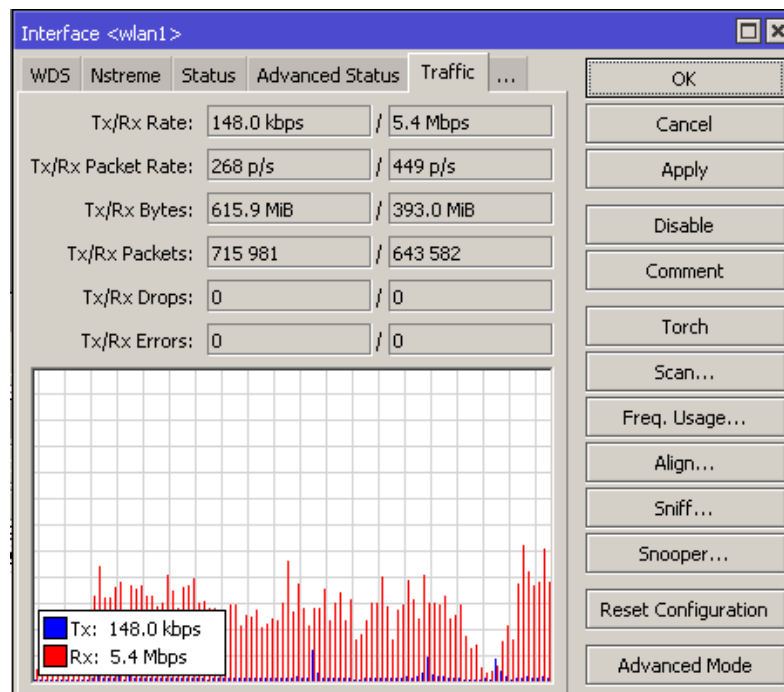 Interface <wlan1>
WDS Nstreme Status Advanced Status Traffic ...
Tx/Rx Rate: 148.0 kbps / 5.4 Mbps
Tx/Rx Packet Rate: 268 p/s / 449 p/s
Tx/Rx Bytes: 615.9 MiB / 393.0 MiB
Tx/Rx Packets: 715 981 / 643 582
Tx/Rx Drops: 0 / 0
Tx/Rx Errors: 0 / 0
Tx: 148.0 kbps
Rx: 5.4 Mbps
OK
Cancel
Apply
Disable
Comment
Torch
Scan...
Freq. Usage...
Align...
Sniff...
Snooper...
Reset Configuration
Advanced Mode